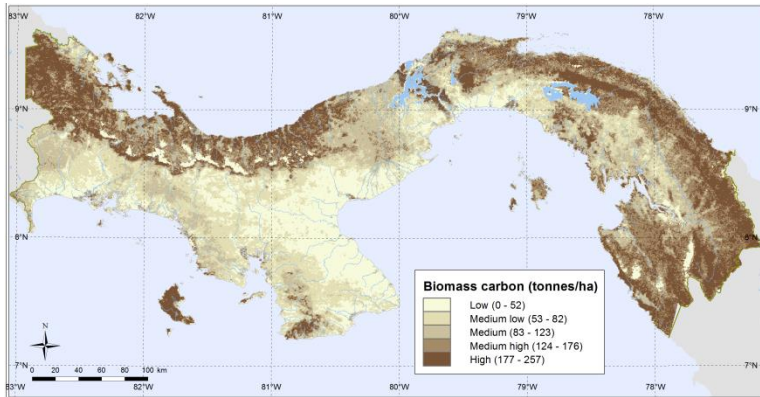 83°W 82°W 81°W 80°W 79°W 78°W
9°N 9°N
8°N 8°N
7°N 7°N
Biomass carbon (tonnes/ha)
Low (0 - 52)
Medium low (53 - 82)
Medium (83 - 123)
Medium high (124 - 176)
High (177 - 257)
N
0 20 40 60 80 100 km
83°W 82°W 81°W 80°W 79°W 78°W